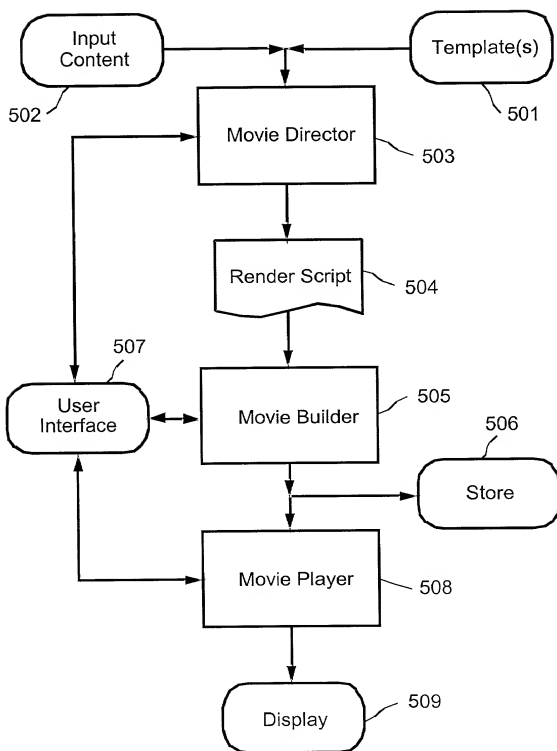 Input
Content
502
Template(s)
501
Movie Director
503
Render Script
504
507
User
Interface
Movie Builder
505
506
Store
Movie Player
508
Display
509